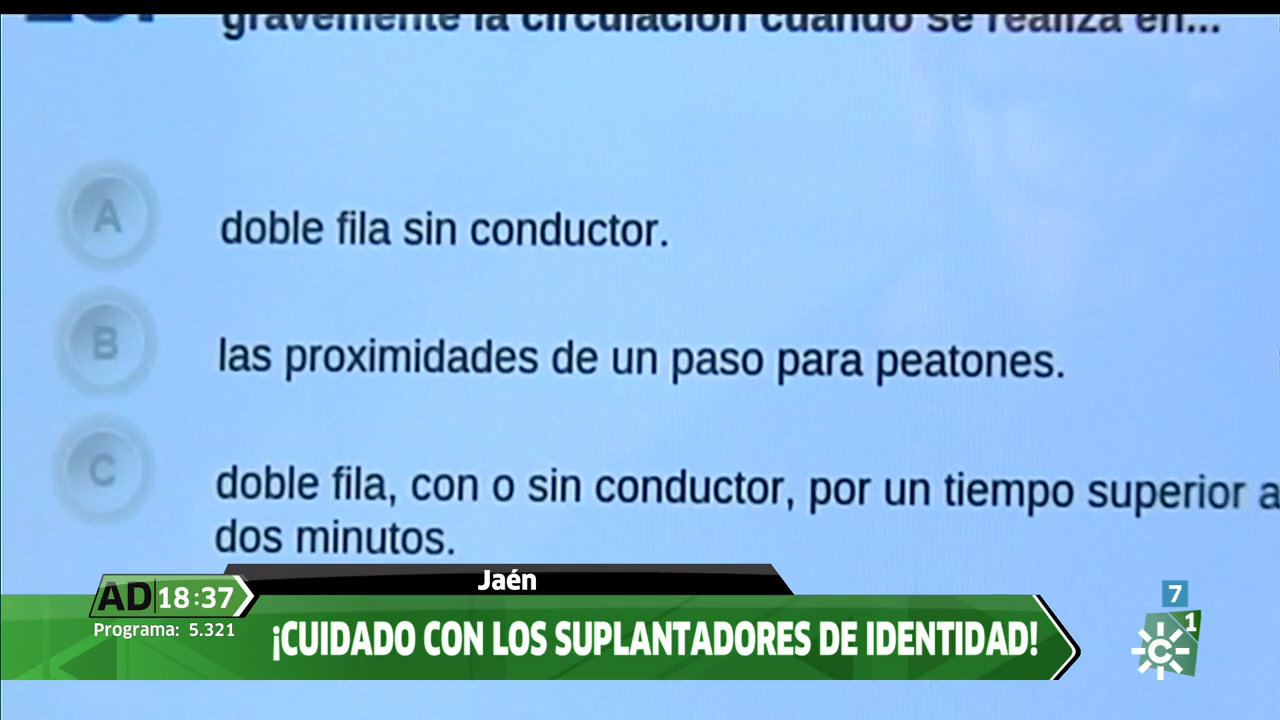 gravemente la circulación cuando se realiza en...
A
doble fila sin conductor.
B
las proximidades de un paso para peatones.
C
doble fila, con o sin conductor, por un tiempo superior a
dos minutos.
Jaén
AD 18:37
Programa: 5.321
¡CUIDADO CON LOS SUPLANTADORES DE IDENTIDAD!
7
1